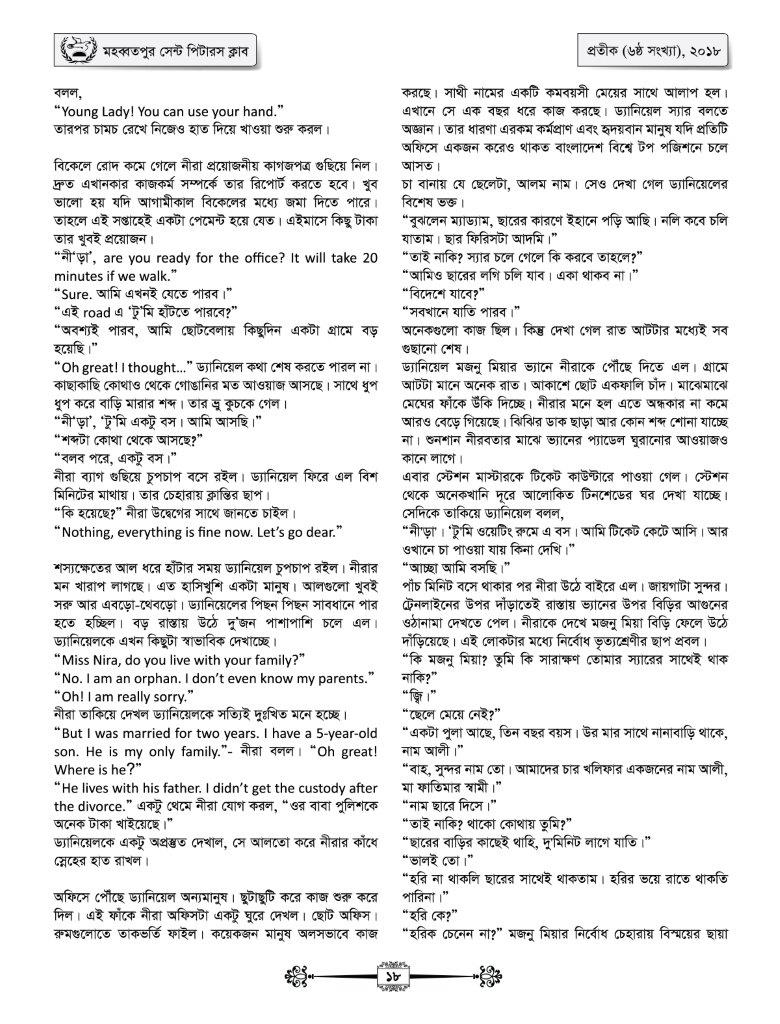 মহব্বতপুর সেন্ট পিটারস ক্লাব
প্রতীক (৬ষ্ঠ সংখ্যা), ২০১৮
বলল,
“Young Lady! You can use your hand.”
তারপর চামচ রেখে নিজেও হাত দিয়ে খাওয়া শুরু করল।
বিকেলে রোদ কমে গেলে নীরা প্রয়োজনীয় কাগজপত্র গুছিয়ে নিল।
দ্রুত এখানকার কাজকর্ম সম্পর্কে তার রিপোর্ট করতে হবে। খুব
ভালো হয় যদি আগামীকাল বিকেলের মধ্যে জমা দিতে পারে।
তাহলে এই সপ্তাহেই একটা পেমেন্ট হয়ে যেত। এইমাসে কিছু টাকা
তার খুবই প্রয়োজন।
“নী‘ড়া’, are you ready for the office? It will take 20
minutes if we walk.”
“Sure. আমি এখনই যেতে পারব।”
“এই road এ ‘টু’মি হাঁটতে পারবে?”
“অবশ্যই পারব, আমি ছোটবেলায় কিছুদিন একটা গ্রামে বড়
হয়েছি।”
“Oh great! I thought…” ড্যানিয়েল কথা শেষ করতে পারল না।
কাছাকাছি কোথাও থেকে গোঙানির মত আওয়াজ আসছে। সাথে ধুপ
ধুপ করে বাড়ি মারার শব্দ। তার ভ্রু কুচকে গেল।
“নী‘ড়া’, ‘টু’মি একটু বস। আমি আসছি।”
“শব্দটা কোথা থেকে আসছে?”
“বলব পরে, একটু বস।”
নীরা ব্যাগ গুছিয়ে চুপচাপ বসে রইল। ড্যানিয়েল ফিরে এল বিশ
মিনিটের মাথায়। তার চেহারায় ক্লান্তির ছাপ।
“কি হয়েছে?” নীরা উদ্বেগের সাথে জানতে চাইল।
“Nothing, everything is fine now. Let’s go dear.”
শস্যক্ষেতের আল ধরে হাঁটার সময় ড্যানিয়েল চুপচাপ রইল। নীরার
মন খারাপ লাগছে। এত হাসিখুশি একটা মানুষ। আলগুলো খুবই
সরু আর এবড়ো-থেবড়ো। ড্যানিয়েলের পিছন পিছন সাবধানে পার
হতে হচ্ছিল। বড় রাস্তায় উঠে দু’জন পাশাপাশি চলে এল।
ড্যানিয়েলকে এখন কিছুটা স্বাভাবিক দেখাচ্ছে।
“Miss Nira, do you live with your family?”
“No. I am an orphan. I don’t even know my parents.”
“Oh! I am really sorry.”
নীরা তাকিয়ে দেখল ড্যানিয়েলকে সত্যিই দুঃখিত মনে হচ্ছে।
“But I was married for two years. I have a 5-year-old
son. He is my only family.”- নীরা বলল। “Oh great!
Where is he?”
“He lives with his father. I didn’t get the custody after
the divorce.” একটু থেমে নীরা যোগ করল, “ওর বাবা পুলিশকে
অনেক টাকা খাইয়েছে।”
ড্যানিয়েলকে একটু অপ্রস্তুত দেখাল, সে আলতো করে নীরার কাঁধে
স্নেহের হাত রাখল।
অফিসে পৌঁছে ড্যানিয়েল অন্যমানুষ। ছুটাছুটি করে কাজ শুরু করে
দিল। এই ফাঁকে নীরা অফিসটা একটু ঘুরে দেখল। ছোট অফিস।
রুমগুলোতে তাকভর্তি ফাইল। কয়েকজন মানুষ অলসভাবে কাজ
করছে। সাথী নামের একটি কমবয়সী মেয়ের সাথে আলাপ হল।
এখানে সে এক বছর ধরে কাজ করছে। ড্যানিয়েল স্যার বলতে
অজ্ঞান। তার ধারণা এরকম কর্মপ্রাণ এবং হৃদয়বান মানুষ যদি প্রতিটি
অফিসে একজন করেও থাকত বাংলাদেশ বিশ্বে টপ পজিশনে চলে
আসত।
চা বানায় যে ছেলেটা, আলম নাম। সেও দেখা গেল ড্যানিয়েলের
বিশেষ ভক্ত।
“বুঝলেন ম্যাড্যাম, ছারের কারণে ইহানে পড়ি আছি। নলি কবে চলি
যাতাম। ছার ফিরিসটা আদমি।”
“তাই নাকি? স্যার চলে গেলে কি করবে তাহলে?”
“আমিও ছারের লগি চলি যাব। একা থাকব না।”
“বিদেশে যাবে?”
“সবখানে যাতি পারব।”
অনেকগুলো কাজ ছিল। কিন্তু দেখা গেল রাত আটটার মধ্যেই সব
গুছানো শেষ।
ড্যানিয়েল মজনু মিয়ার ভ্যানে নীরাকে পৌঁছে দিতে এল। গ্রামে
আটটা মানে অনেক রাত। আকাশে ছোট একফালি চাঁদ। মাঝেমাঝে
মেঘের ফাঁকে উঁকি দিচ্ছে। নীরার মনে হল এতে অন্ধকার না কমে
আরও বেড়ে গিয়েছে। ঝিঝির ডাক ছাড়া আর কোন শব্দ শোনা যাচ্ছে
না। শুনশান নীরবতার মাঝে ভ্যানের প্যাডেল ঘুরানোর আওয়াজও
কানে লাগে।
এবার স্টেশন মাস্টারকে টিকেট কাউন্টারে পাওয়া গেল। স্টেশন
থেকে অনেকখানি দূরে আলোকিত টিনশেডের ঘর দেখা যাচ্ছে।
সেদিকে তাকিয়ে ড্যানিয়েল বলল,
“নী‘ড়া’। ‘টু’মি ওয়েটিং রুমে এ বস। আমি টিকেট কেটে আসি। আর
ওখানে চা পাওয়া যায় কিনা দেখি।”
“আচ্ছা আমি বসছি।”
পাঁচ মিনিট বসে থাকার পর নীরা উঠে বাইরে এল। জায়গাটা সুন্দর।
ট্রেনলাইনের উপর দাঁড়াতেই রাস্তায় ভ্যানের উপর বিড়ির আগুনের
ওঠানামা দেখতে পেল। নীরাকে দেখে মজনু মিয়া বিড়ি ফেলে উঠে
দাঁড়িয়েছে। এই লোকটার মধ্যে নির্বোধ ভৃত্যশ্রেণীর ছাপ প্রবল।
“কি মজনু মিয়া? তুমি কি সারাক্ষণ তোমার স্যারের সাথেই থাক
নাকি?”
“জ্বি।”
“ছেলে মেয়ে নেই?”
“একটা পুলা আছে, তিন বছর বয়স। উর মার সাথে নানাবাড়ি থাকে,
নাম আলী।”
“বাহ, সুন্দর নাম তো। আমাদের চার খলিফার একজনের নাম আলী,
মা ফাতিমার স্বামী।”
“নাম ছারে দিসে।”
“তাই নাকি? থাকো কোথায় তুমি?”
“ছারের বাড়ির কাছেই থাহি, দু’মিনিট লাগে যাতি।”
“ভালই তো।”
“হরি না থাকলি ছারের সাথেই থাকতাম। হরির ভয়ে রাতে থাকতি
পারিনা।”
“হরি কে?”
“হরিক চেনেন না?” মজনু মিয়ার নির্বোধ চেহারায় বিস্ময়ের ছায়া
১৮